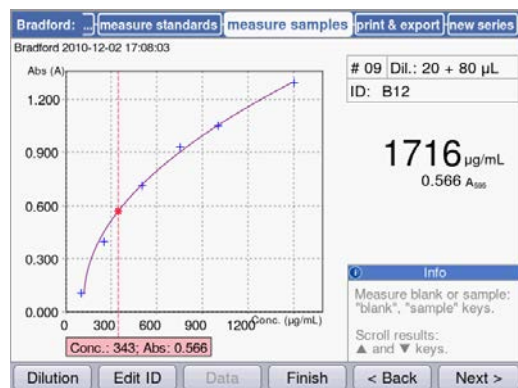 Bradford: ... measure standards measure samples print & export new series
Bradford 2010-12-02 17:08:03
Abs (A)
1.200
0.900
0.600
0.300
0.000
0 300 600 900 1200 Conc. (µg/mL)
Conc.: 343; Abs: 0.566
# 09 Dil.: 20 + 80 µL
ID: B12
1716 µg/mL
0.566 A595
Info
Measure blank or sample:
"blank", "sample" keys.
Scroll results:
▲ and ▼ keys.
Dilution Edit ID Data Finish < Back Next >